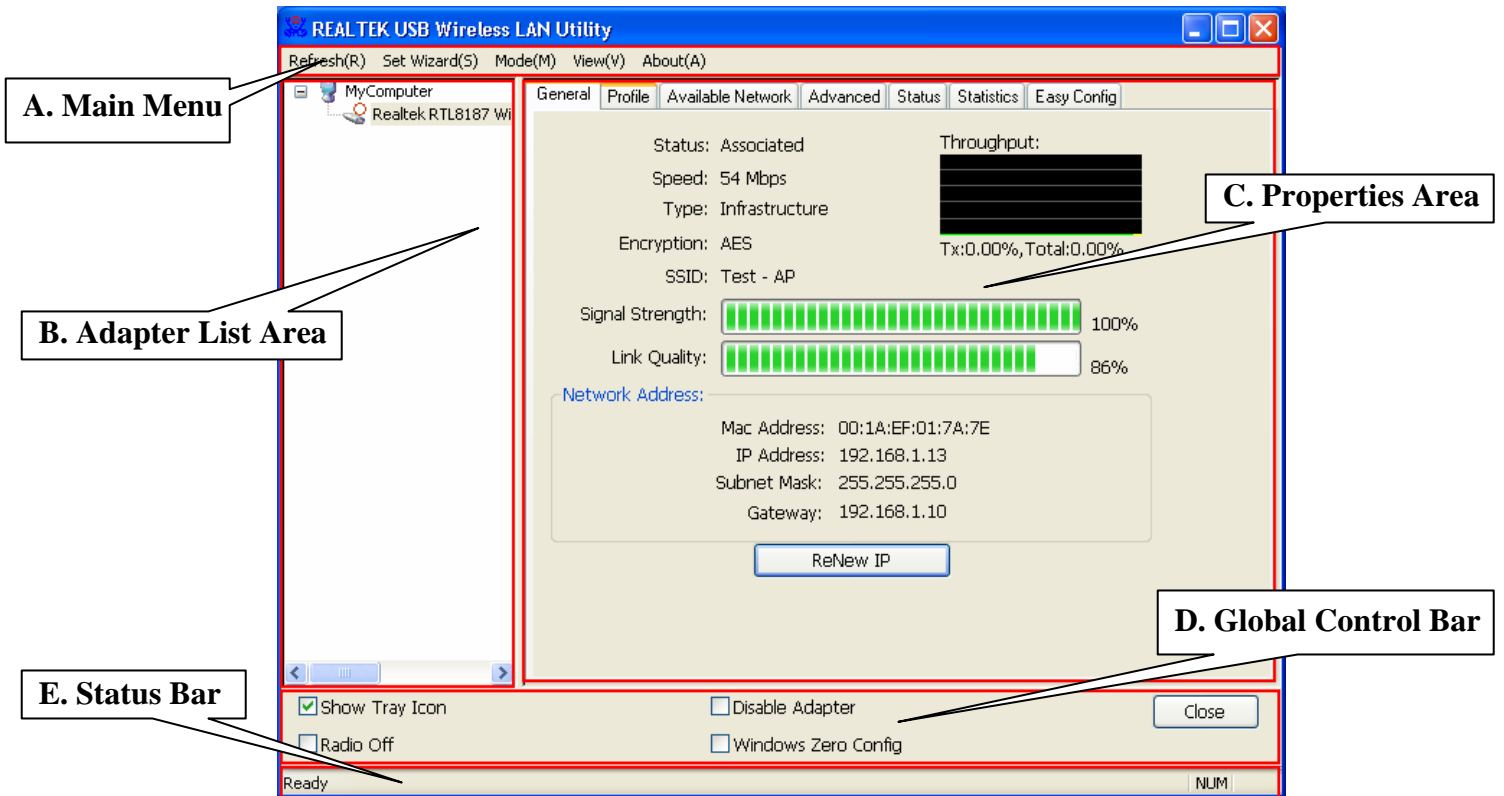 REALTEK USB Wireless LAN Utility
Refresh(R) Set Wizard(S) Mode(M) View(V) About(A)
A. Main Menu
MyComputer
Realtek RTL8187 Wi
General Profile Available Network Advanced Status Statistics Easy Config
Status: Associated
Throughput:
Speed: 54 Mbps
Type: Infrastructure
C. Properties Area
Encryption: AES
Tx:0.00%,Total:0.00%
SSID: Test - AP
Signal Strength: 100%
B. Adapter List Area
Link Quality: 86%
Network Address:
Mac Address: 00:1A:EF:01:7A:7E
IP Address: 192.168.1.13
Subnet Mask: 255.255.255.0
Gateway: 192.168.1.10
ReNew IP
D. Global Control Bar
E. Status Bar
Show Tray Icon Disable Adapter Close
Radio Off Windows Zero Config
Ready NUM